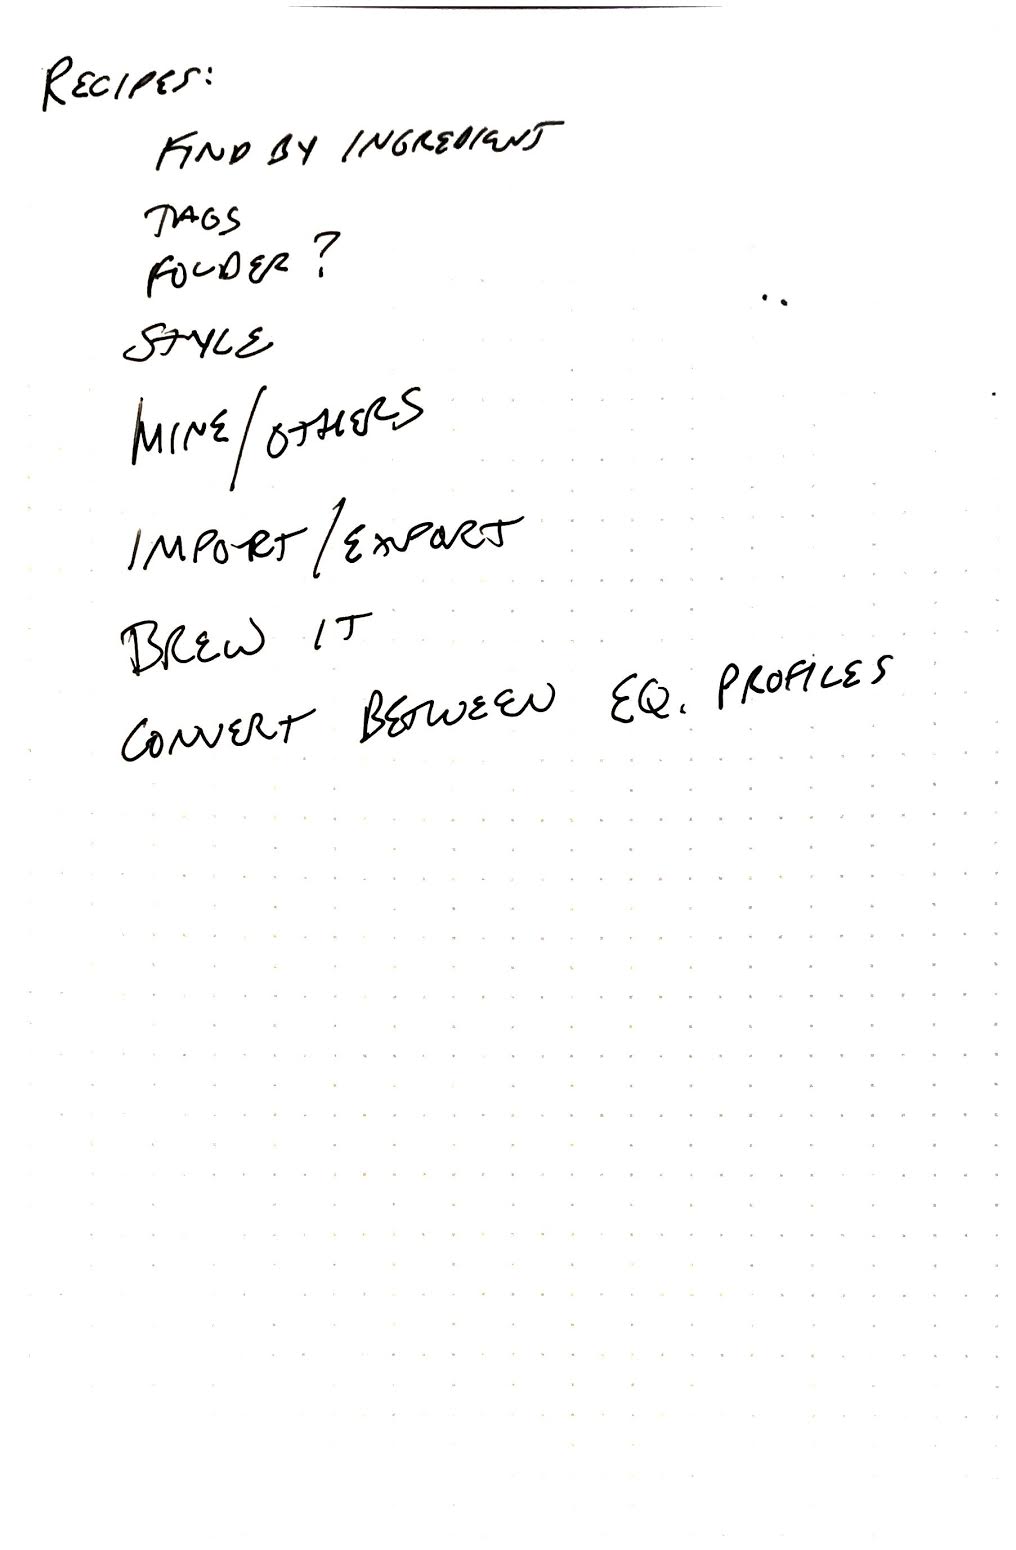 RECIPES:
FIND BY INGREDIENT
TAGS
FOLDER?
STYLE
MINE/OTHERS
IMPORT/EXPORT
BREW IT
CONVERT BETWEEN EQ. PROFILES